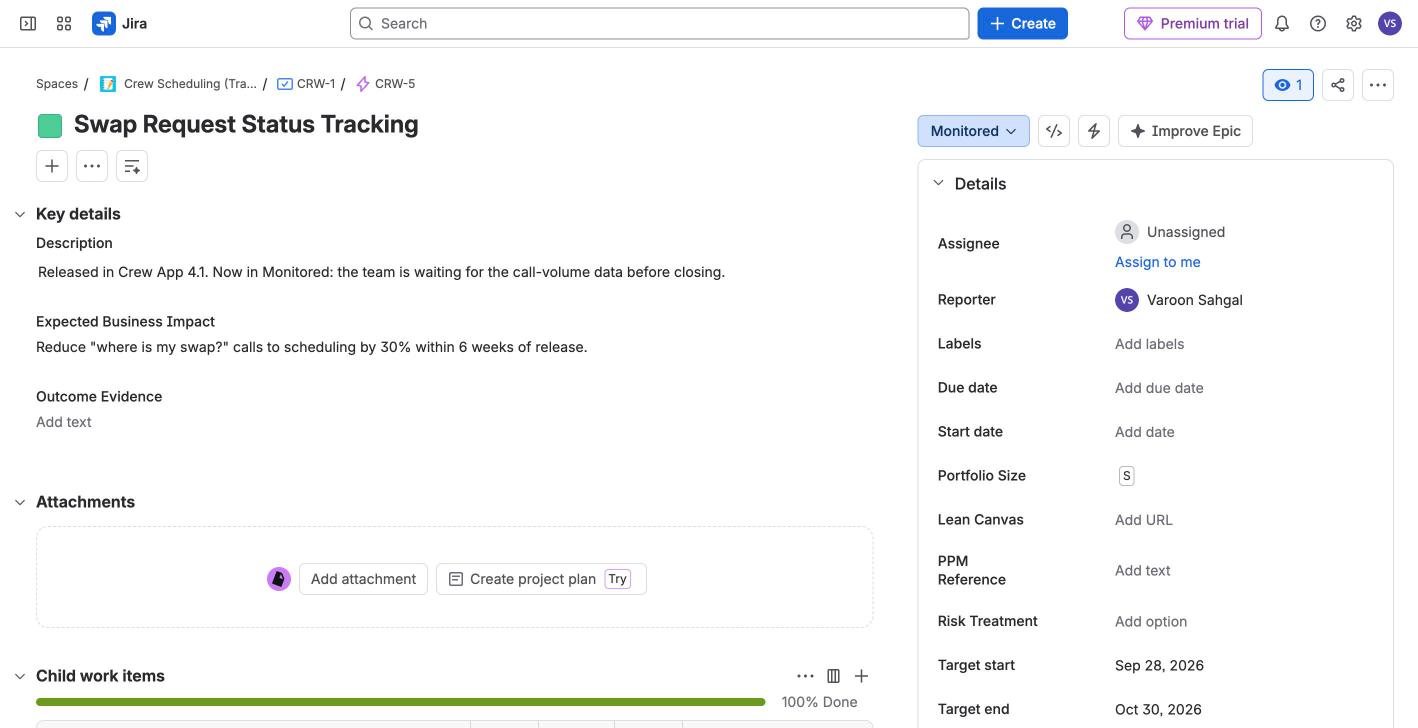 Jira
Search
Create
Premium trial
VS
Spaces / Crew Scheduling (Tra... / CRW-1 / CRW-5
1
Swap Request Status Tracking
Monitored
Improve Epic
Key details
Description
Released in Crew App 4.1. Now in Monitored: the team is waiting for the call-volume data before closing.
Expected Business Impact
Reduce "where is my swap?" calls to scheduling by 30% within 6 weeks of release.
Outcome Evidence
Add text
Attachments
Add attachment
Create project plan Try
Child work items
100% Done
Details
Assignee
Unassigned
Assign to me
Reporter
VS Varoon Sahgal
Labels
Add labels
Due date
Add due date
Start date
Add date
Portfolio Size
S
Lean Canvas
Add URL
PPM
Reference
Add text
Risk Treatment
Add option
Target start
Sep 28, 2026
Target end
Oct 30, 2026